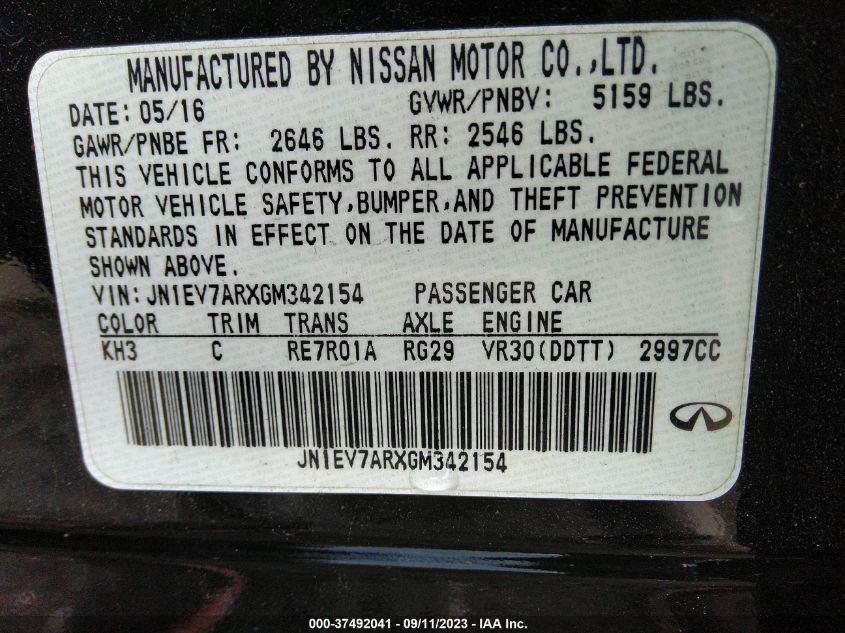 MANUFACTURED BY NISSAN MOTOR CO.,LTD.
DATE: 05/16 GVWR/PNBV: 5159 LBS.
GAWR/PNBE FR: 2646 LBS. RR: 2546 LBS.
THIS VEHICLE CONFORMS TO ALL APPLICABLE FEDERAL
MOTOR VEHICLE SAFETY,BUMPER,AND THEFT PREVENTION
STANDARDS IN EFFECT ON THE DATE OF MANUFACTURE
SHOWN ABOVE.
VIN:JN1EV7ARXGM342154 PASSENGER CAR
COLOR TRIM TRANS AXLE ENGINE
KH3 C RE7R01A RG29 VR30(DDTT) 2997CC
JN1EV7ARXGM342154
000-37492041 - 09/11/2023 - IAA Inc.